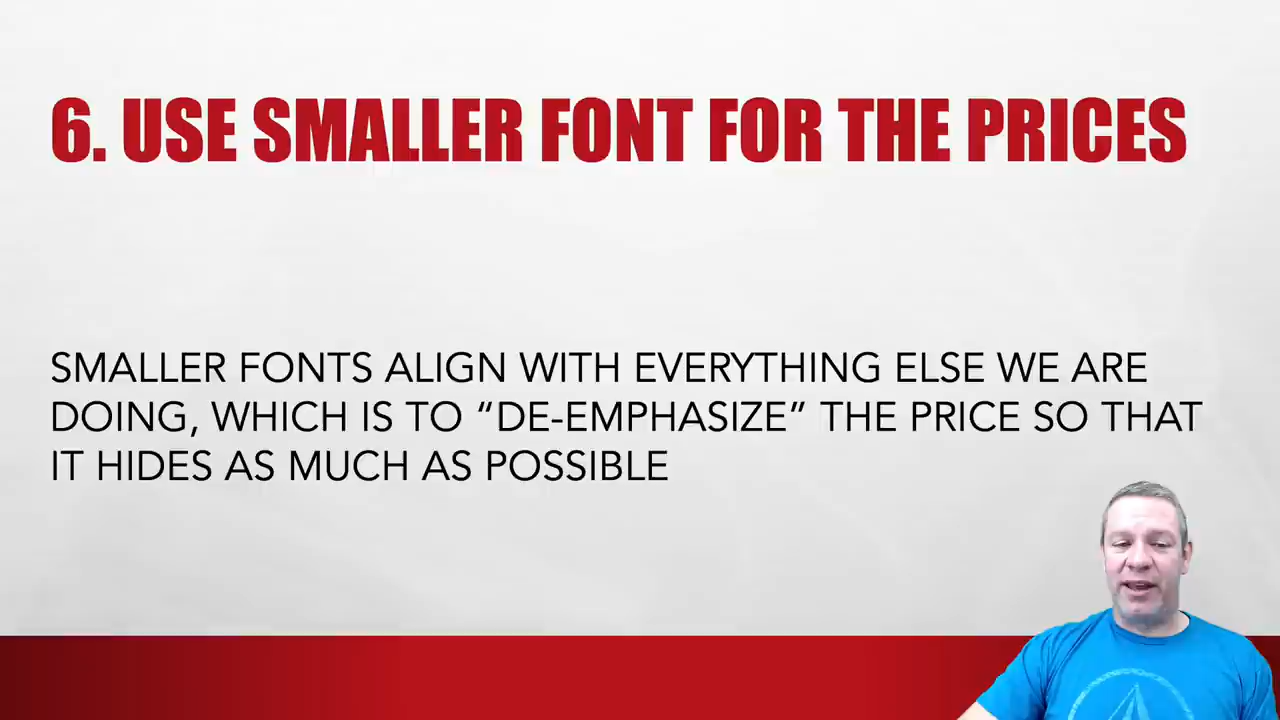 6. USE SMALLER FONT FOR THE PRICES
SMALLER FONTS ALIGN WITH EVERYTHING ELSE WE ARE
DOING, WHICH IS TO “DE-EMPHASIZE” THE PRICE SO THAT
IT HIDES AS MUCH AS POSSIBLE